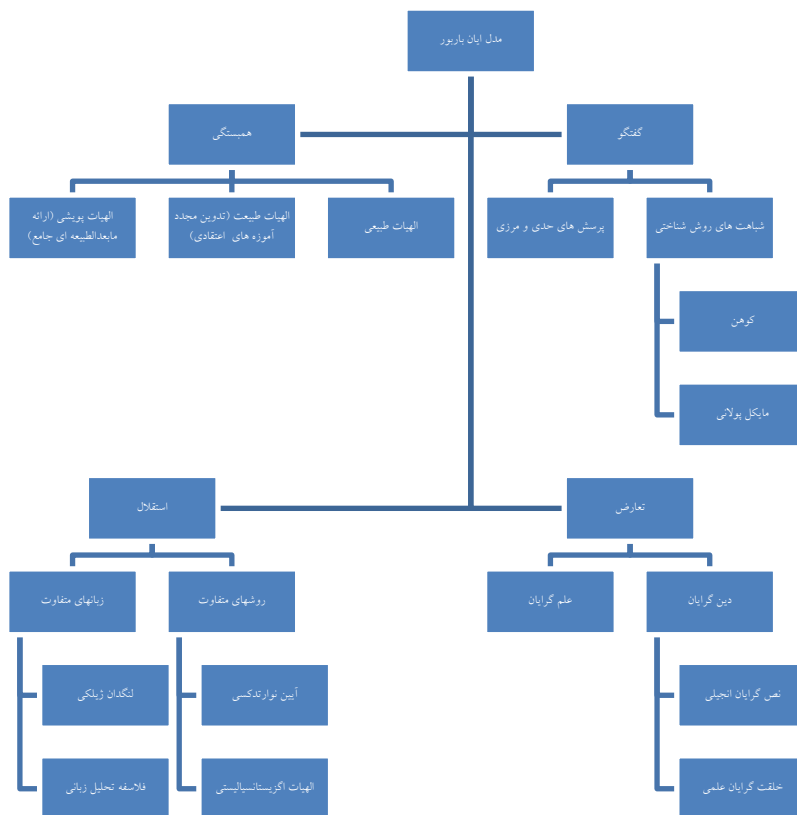 مدل ایان باربور
گفتگو
همبستگی
شباهت های روش شناختی
پرسش های حدی و مرزی
الهیات طبیعی
الهیات طبیعت (تدوین مجدد
آموزه های اعتقادی)
الهیات پویشی (ارائه
مابعدالطبیعه ای جامع)
کوهن
مایکل پولانی
تعارض
استقلال
دین گرایان
علم گرایان
روشهای متفاوت
زبانهای متفاوت
نص گرایان انجیلی
آیین نوارتدکسی
لنگدان ژیلکی
خلقت گرایان علمی
الهیات اگزیستانسیالیستی
فلاسفه تحلیل زبانی